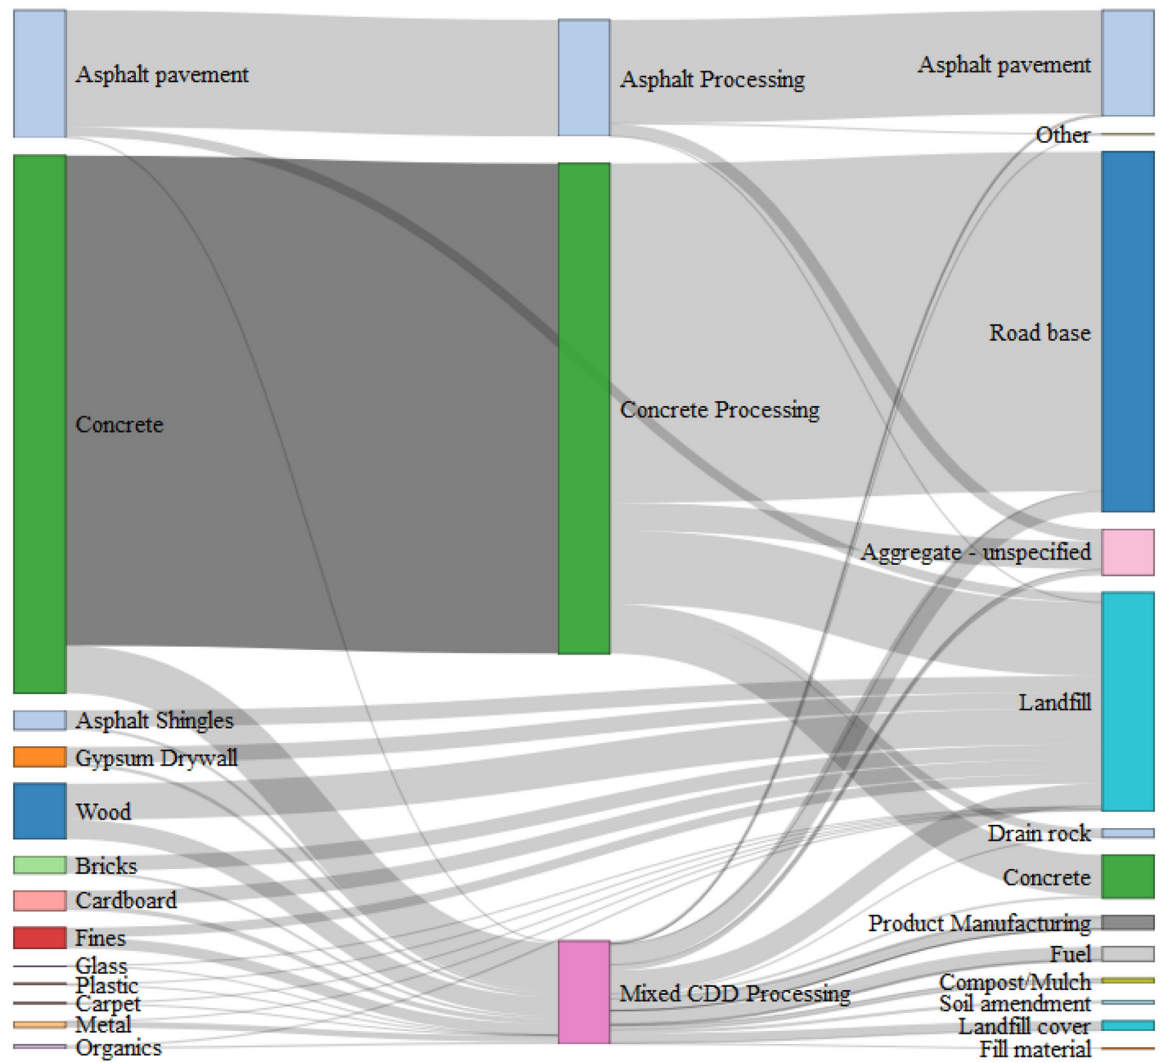 Asphalt pavement
Concrete
Asphalt Shingles
Gypsum Drywall
Wood
Bricks
Cardboard
Fines
Glass
Plastic
Carpet
Metal
Organics
Asphalt Processing
Concrete Processing
Mixed CDD Processing
Asphalt pavement
Other
Road base
Aggregate - unspecified
Landfill
Drain rock
Concrete
Product Manufacturing
Fuel
Compost/Mulch
Soil amendment
Landfill cover
Fill material